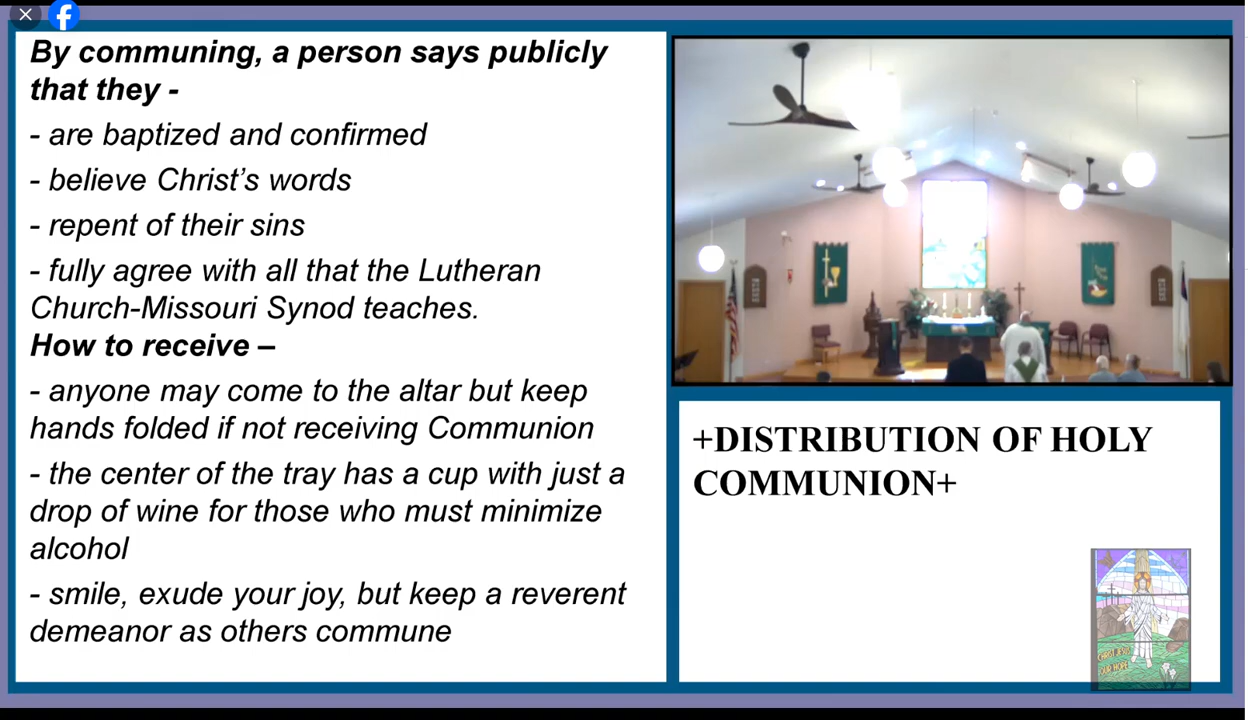 By communing, a person says publicly
that they -
- are baptized and confirmed
- believe Christ's words
- repent of their sins
- fully agree with all that the Lutheran
Church-Missouri Synod teaches.
How to receive –
- anyone may come to the altar but keep
hands folded if not receiving Communion
- the center of the tray has a cup with just a
drop of wine for those who must minimize
alcohol
- smile, exude your joy, but keep a reverent
demeanor as others commune
+DISTRIBUTION OF HOLY
COMMUNION+
CHRIST JESUS
OUR HOPE